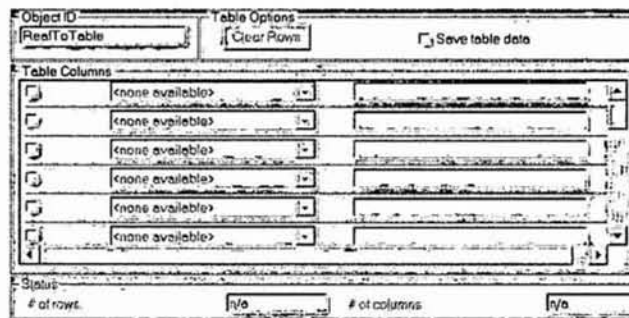 Object ID
Table Options
RealToTable
Clear Rows
Save table data
Table Columns
<none available>
<none available>
<none available>
<none available>
<none available>
<none available>
Status
# of rows.
n/a
# of columns
n/a